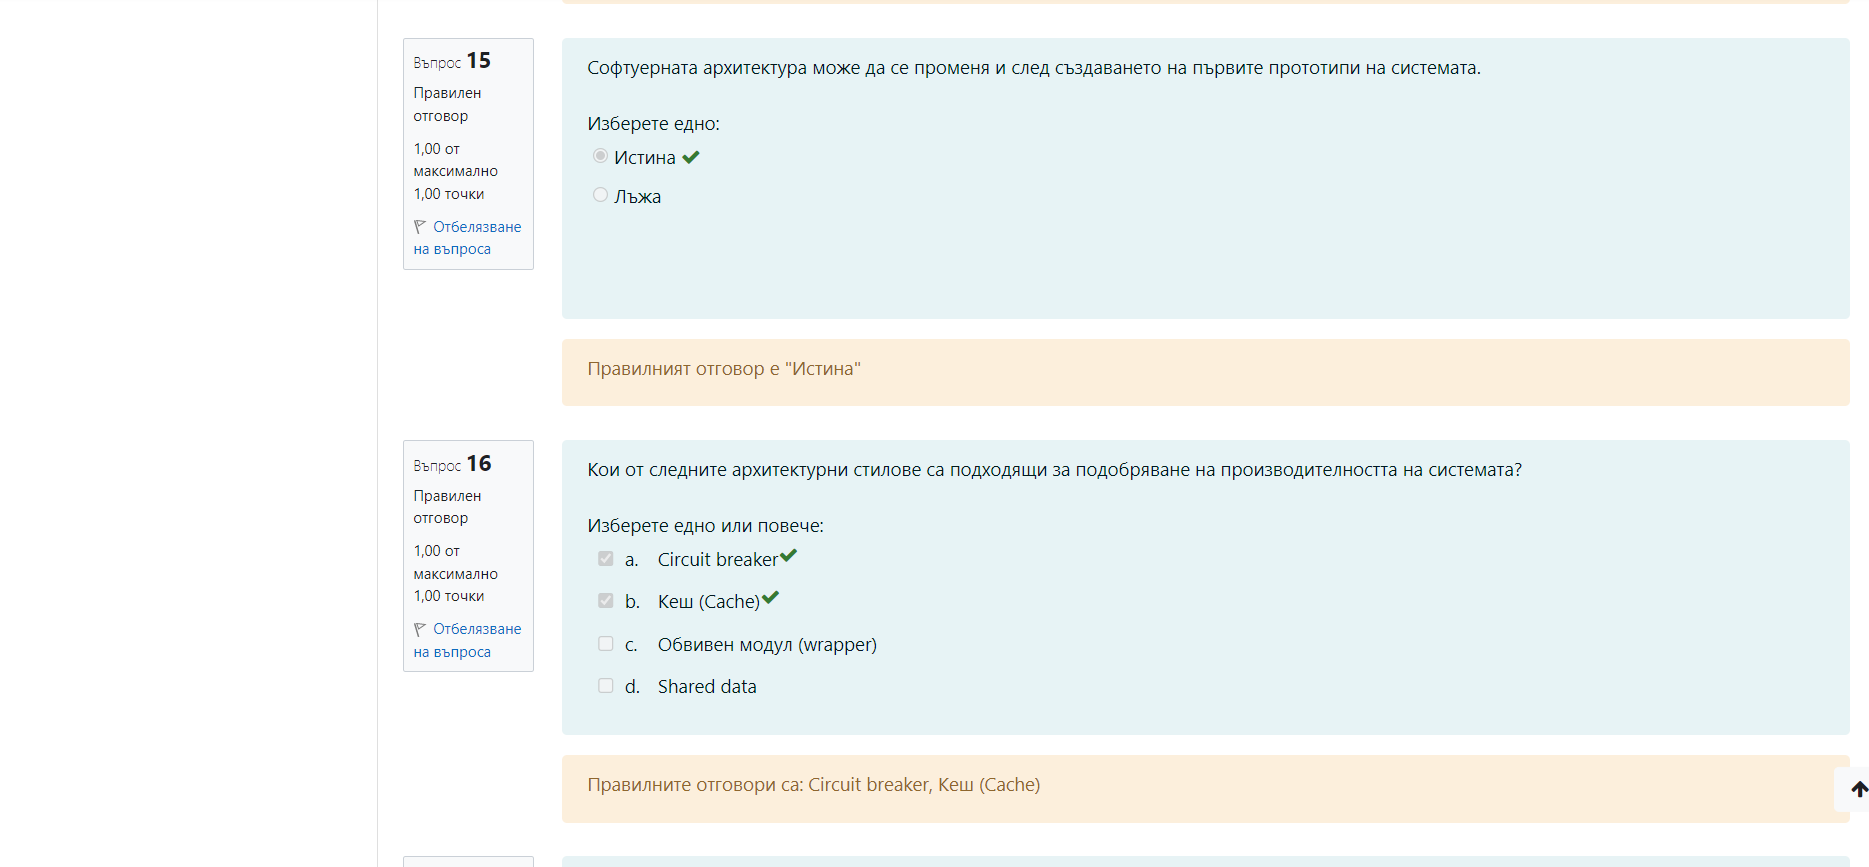 Въпрос 15
Правилен
отговор
1,00 от
максимално
1,00 точки
Отбелязване
на въпроса
Софтуерната архитектура може да се променя и след създаването на първите прототипи на системата.
Изберете едно:
Истина
Лъжа
Правилният отговор е "Истина"
Въпрос 16
Правилен
отговор
1,00 от
максимално
1,00 точки
Отбелязване
на въпроса
Кои от следните архитектурни стилове са подходящи за подобряване на производителността на системата?
Изберете едно или повече:
a. Circuit breaker
b. Кеш (Cache)
c. Обвивен модул (wrapper)
d. Shared data
Правилните отговори са: Circuit breaker, Кеш (Cache)